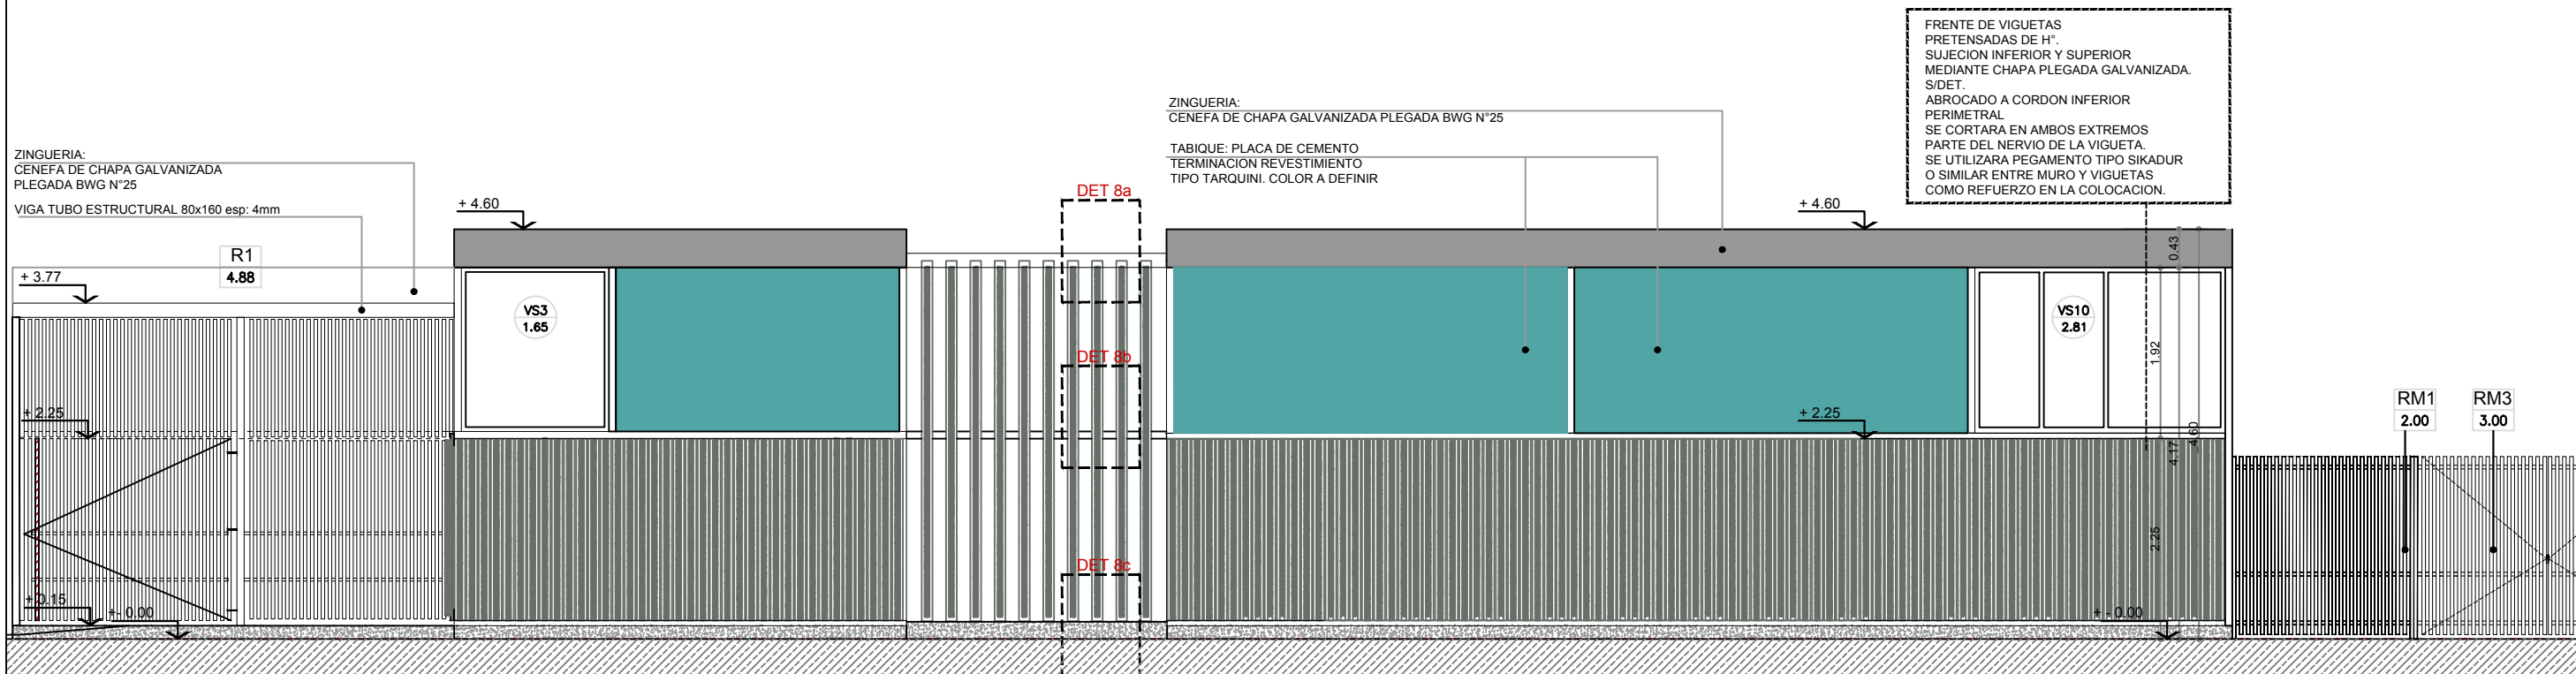 FRENTE DE VIGUETAS
PRETENSADAS DE H°.
SUJECION INFERIOR Y SUPERIOR
MEDIANTE CHAPA PLEGADA GALVANIZADA.
S/DET.
ABROCADO A CORDON INFERIOR
PERIMETRAL
SE CORTARA EN AMBOS EXTREMOS
PARTE DEL NERVIO DE LA VIGUETA.
SE UTILIZARA PEGAMENTO TIPO SIKADUR
O SIMILAR ENTRE MURO Y VIGUETAS
COMO REFUERZO EN LA COLOCACION.
ZINGUERIA:
CENEFA DE CHAPA GALVANIZADA PLEGADA BWG N°25
TABIQUE: PLACA DE CEMENTO
TERMINACION REVESTIMIENTO
TIPO TARQUINI. COLOR A DEFINIR
ZINGUERIA:
CENEFA DE CHAPA GALVANIZADA
PLEGADA BWG N°25
VIGA TUBO ESTRUCTURAL 80x160 esp: 4mm
DET 8a
+ 4.60
+ 4.60
R1
4.88
+ 3.77
0.43
VS3
1.65
VS10
2.81
DET 8b
1.92
+ 2.25
+ 2.25
RM1
2.00
RM3
3.00
4.60
4.17
2.25
DET 8c
+ 0.15
+- 0.00
+ - 0.00